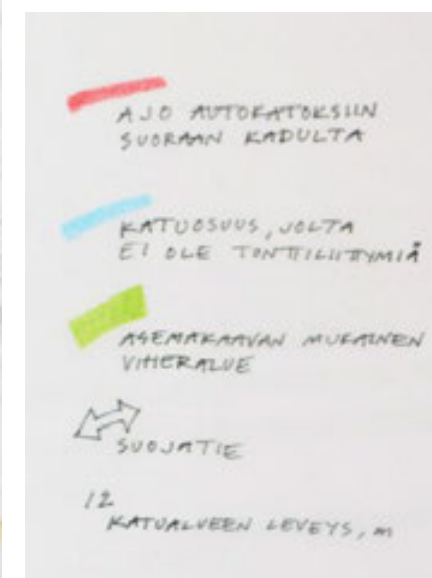 AJO AUTOKATOKSIIN
SUORAAN KADULTA
KATUOSUUS, JOLTA
EI OLE TONTTILIITTYMIÄ
ASEMAKAAVAN MUKAINEN
VIHERALUE
SUOJATIE
12
KATUALUEEN LEVEYS, m